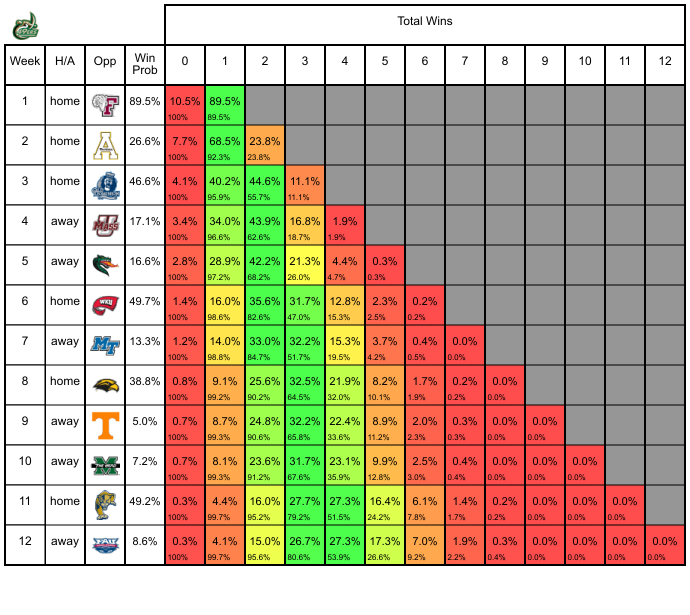 Total Wins
Week H/A Opp Win Prob 0 1 2 3 4 5 6 7 8 9 10 11 12
1 home F 89.5% 10.5% 89.5%
100% 89.5%
2 home A 26.6% 7.7% 68.5% 23.8%
100% 92.3% 23.8%
3 home 46.6% 4.1% 40.2% 44.6% 11.1%
100% 95.9% 55.7% 11.1%
4 away Mass 17.1% 3.4% 34.0% 43.9% 16.8% 1.9%
100% 96.6% 62.6% 18.7% 1.9%
5 away 16.6% 2.8% 28.9% 42.2% 21.3% 4.4% 0.3%
100% 97.2% 68.2% 26.0% 4.7% 0.3%
6 home WKU 49.7% 1.4% 16.0% 35.6% 31.7% 12.8% 2.3% 0.2%
100% 98.6% 82.6% 47.0% 15.3% 2.5% 0.2%
7 away MT 13.3% 1.2% 14.0% 33.0% 32.2% 15.3% 3.7% 0.4% 0.0%
100% 98.8% 84.7% 51.7% 19.5% 4.2% 0.5% 0.0%
8 home 38.8% 0.8% 9.1% 25.6% 32.5% 21.9% 8.2% 1.7% 0.2% 0.0%
100% 99.2% 90.2% 64.5% 32.0% 10.1% 1.9% 0.2% 0.0%
9 away T 5.0% 0.7% 8.7% 24.8% 32.2% 22.4% 8.9% 2.0% 0.3% 0.0% 0.0%
100% 99.3% 90.6% 65.8% 33.6% 11.2% 2.3% 0.3% 0.0% 0.0%
10 away M 7.2% 0.7% 8.1% 23.6% 31.7% 23.1% 9.9% 2.5% 0.4% 0.0% 0.0% 0.0%
100% 99.3% 91.2% 67.6% 35.9% 12.8% 3.0% 0.4% 0.0% 0.0% 0.0%
11 home 49.2% 0.3% 4.4% 16.0% 27.7% 27.3% 16.4% 6.1% 1.4% 0.2% 0.0% 0.0% 0.0%
100% 99.7% 95.2% 79.2% 51.5% 24.2% 7.8% 1.7% 0.2% 0.0% 0.0% 0.0%
12 away FAU 8.6% 0.3% 4.1% 15.0% 26.7% 27.3% 17.3% 7.0% 1.9% 0.3% 0.0% 0.0% 0.0% 0.0%
100% 99.7% 95.6% 80.6% 53.9% 26.6% 9.2% 2.2% 0.4% 0.0% 0.0% 0.0% 0.0%